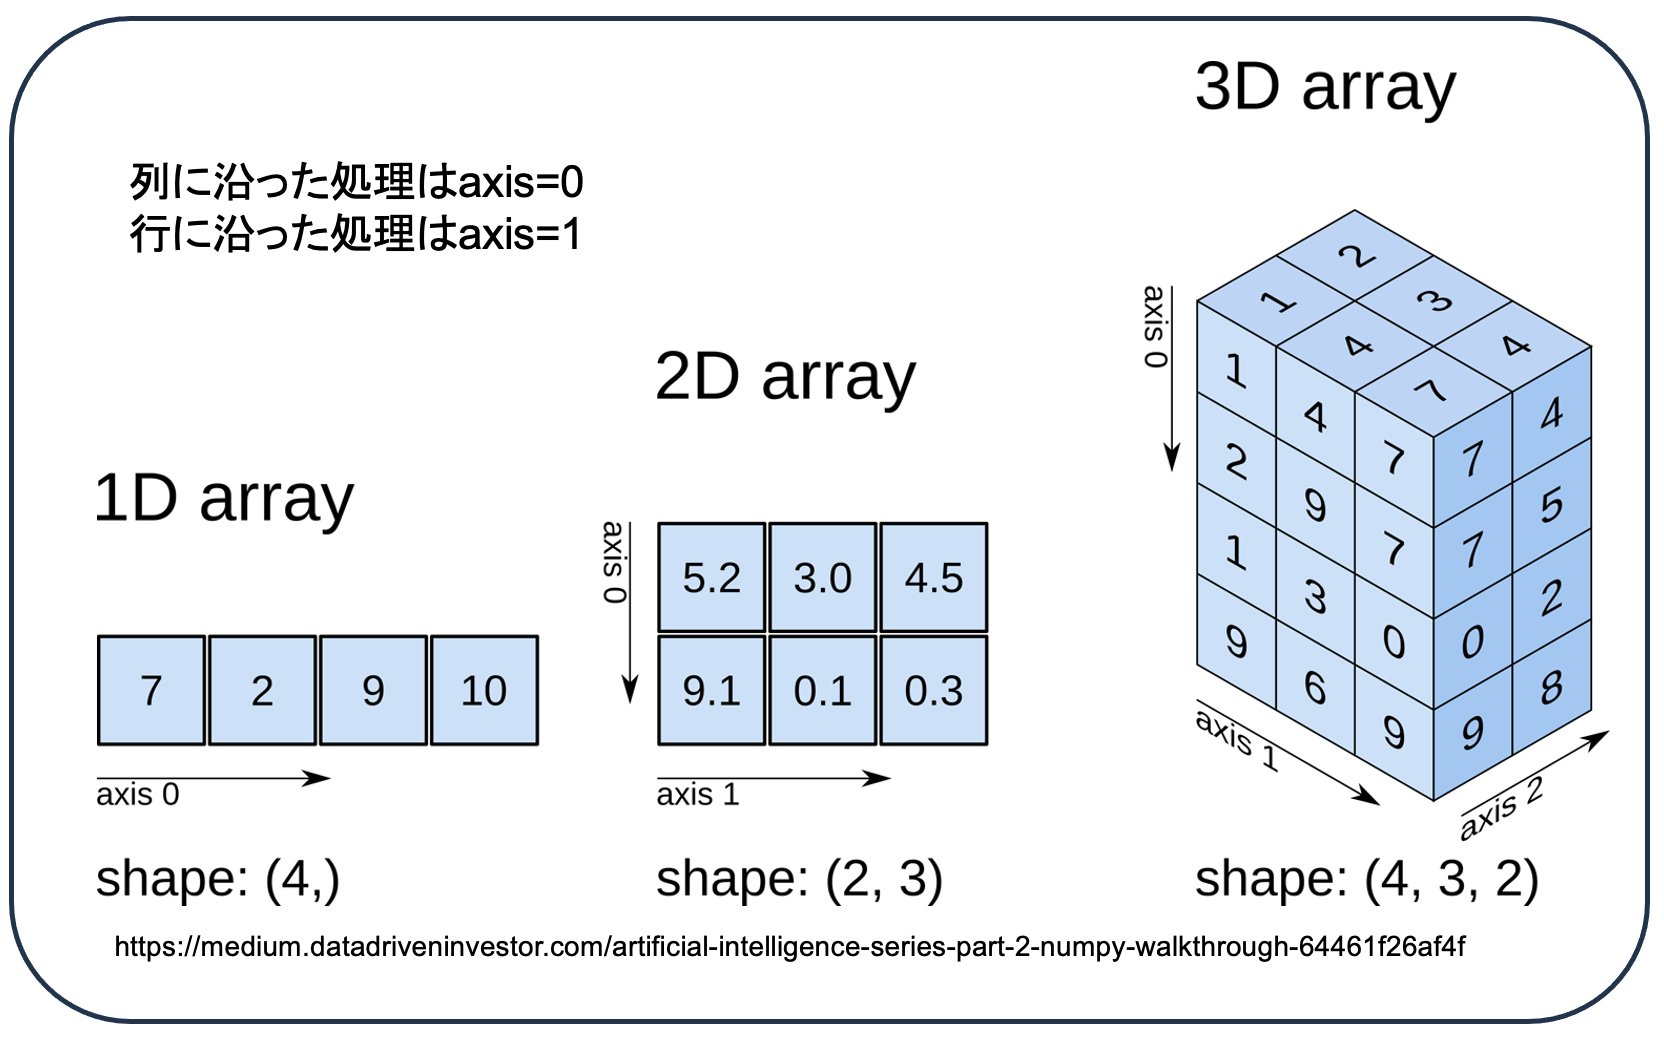 3D array
列に沿った処理はaxis=0
行に沿った処理はaxis=1
2
1 3
4 4
7
axis 0
1 4 7 7 4
2 9 7 7 5
1 3 0 0 2
9 6 9 9 8
axis 1
axis 2
shape: (4, 3, 2)
2D array
axis 0
5.2 3.0 4.5
9.1 0.1 0.3
axis 1
shape: (2, 3)
1D array
7 2 9 10
axis 0
shape: (4,)
https://medium.datadriveninvestor.com/artificial-intelligence-series-part-2-numpy-walkthrough-64461f26af4f